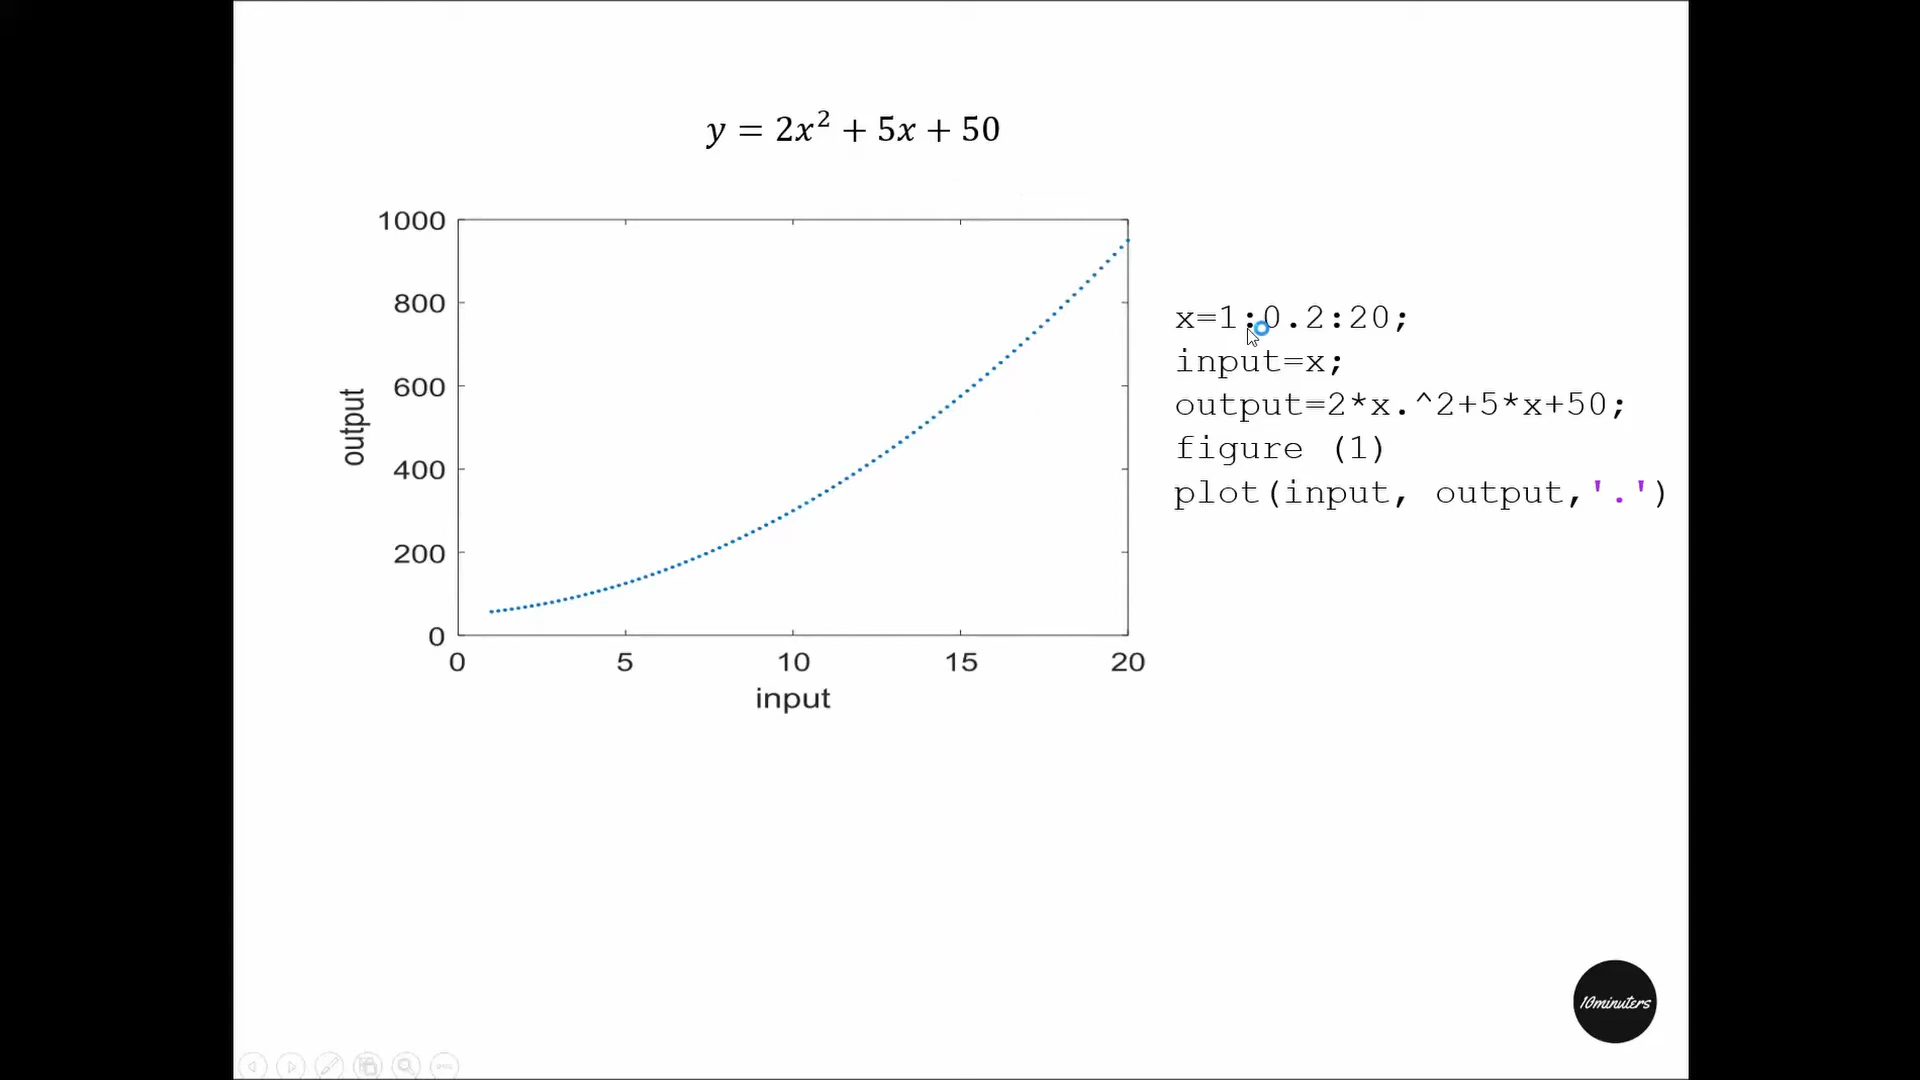 y = 2x² + 5x + 50
1000
800
600
400
200
0
output
0 5 10 15 20
input
x=1:0.2:20;
input=x;
output=2*x.^2+5*x+50;
figure (1)
plot(input, output,'.')
10minuters